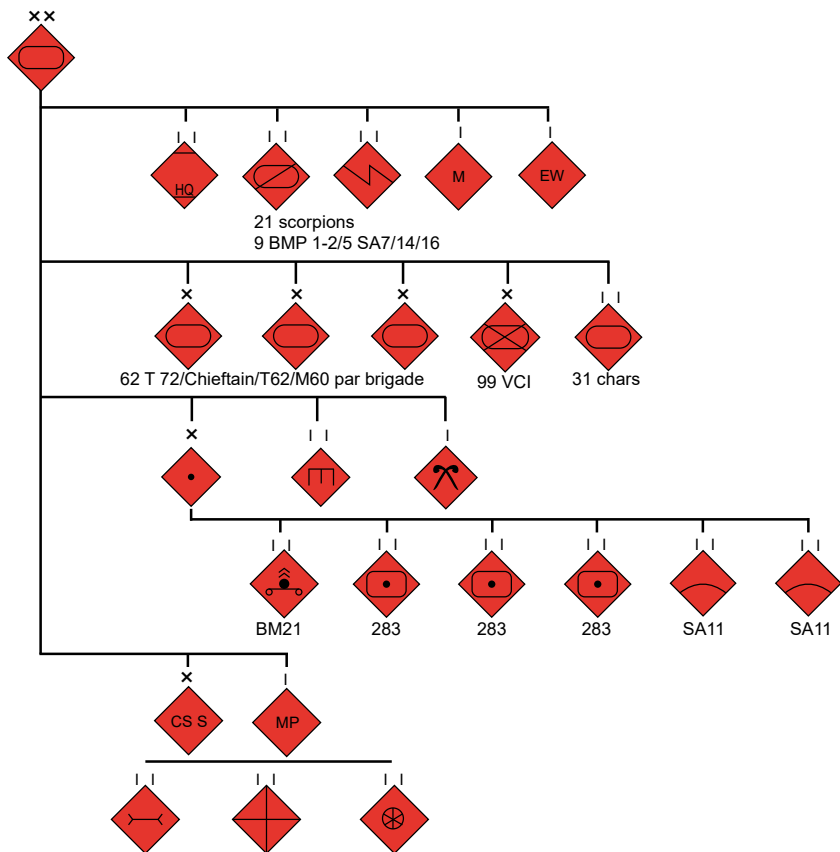 HQ
M
EW
21 scorpions
9 BMP 1-2/5 SA7/14/16
62 T 72/Chieftain/T62/M60 par brigade
99 VCI
31 chars
BM21
283
283
283
SA11
SA11
CS S
MP